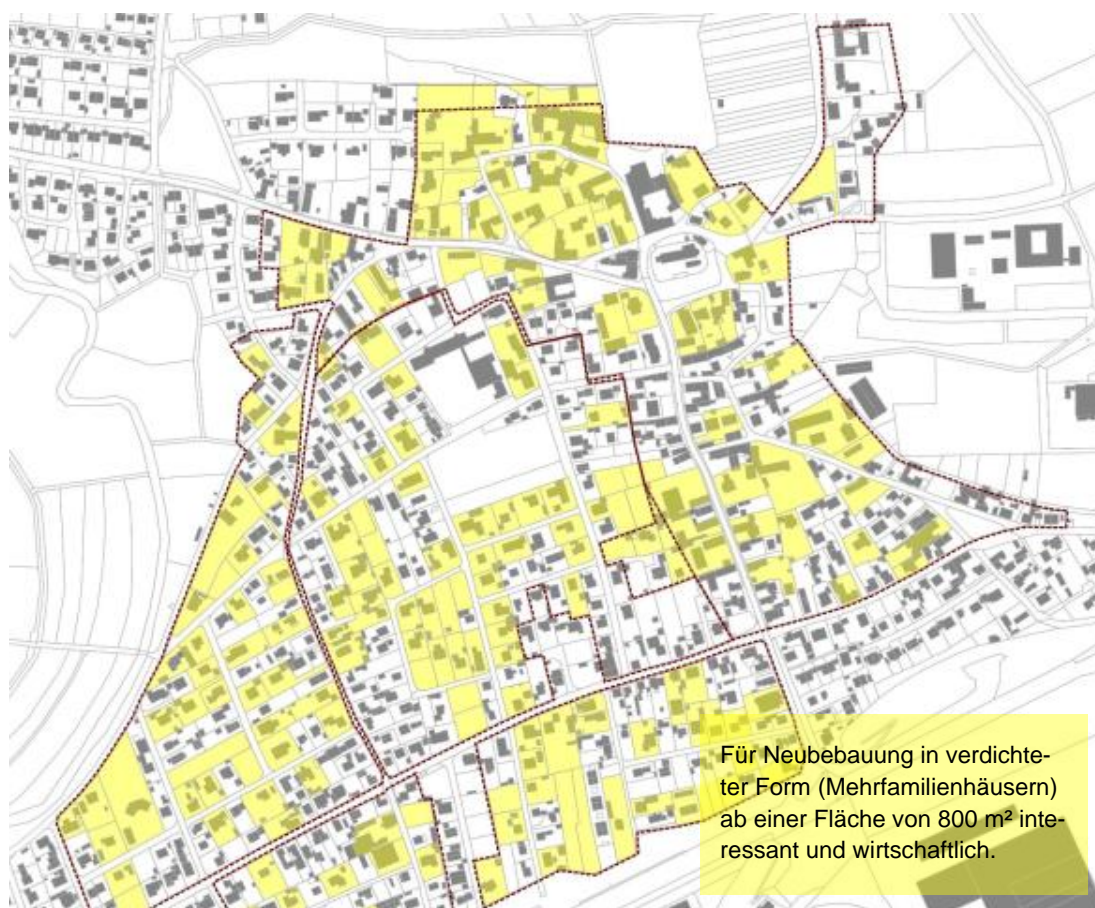 Für Neubebauung in verdichte-
ter Form (Mehrfamilienhäusern)
ab einer Fläche von 800 m² inte-
ressant und wirtschaftlich.